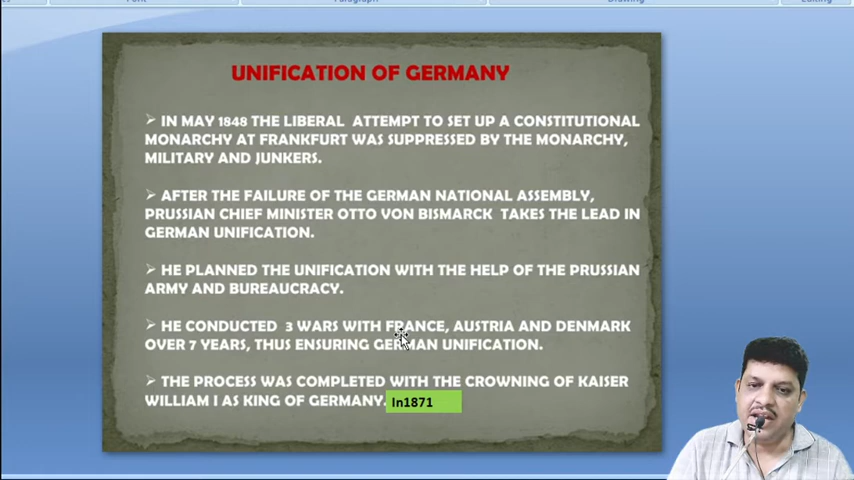 Font Paragraph Drawing Editing
UNIFICATION OF GERMANY
➢ IN MAY 1848 THE LIBERAL ATTEMPT TO SET UP A CONSTITUTIONAL
MONARCHY AT FRANKFURT WAS SUPPRESSED BY THE MONARCHY,
MILITARY AND JUNKERS.
➢ AFTER THE FAILURE OF THE GERMAN NATIONAL ASSEMBLY,
PRUSSIAN CHIEF MINISTER OTTO VON BISMARCK TAKES THE LEAD IN
GERMAN UNIFICATION.
➢ HE PLANNED THE UNIFICATION WITH THE HELP OF THE PRUSSIAN
ARMY AND BUREAUCRACY.
➢ HE CONDUCTED 3 WARS WITH FRANCE, AUSTRIA AND DENMARK
OVER 7 YEARS, THUS ENSURING GERMAN UNIFICATION.
➢ THE PROCESS WAS COMPLETED WITH THE CROWNING OF KAISER
WILLIAM I AS KING OF GERMANY. In1871